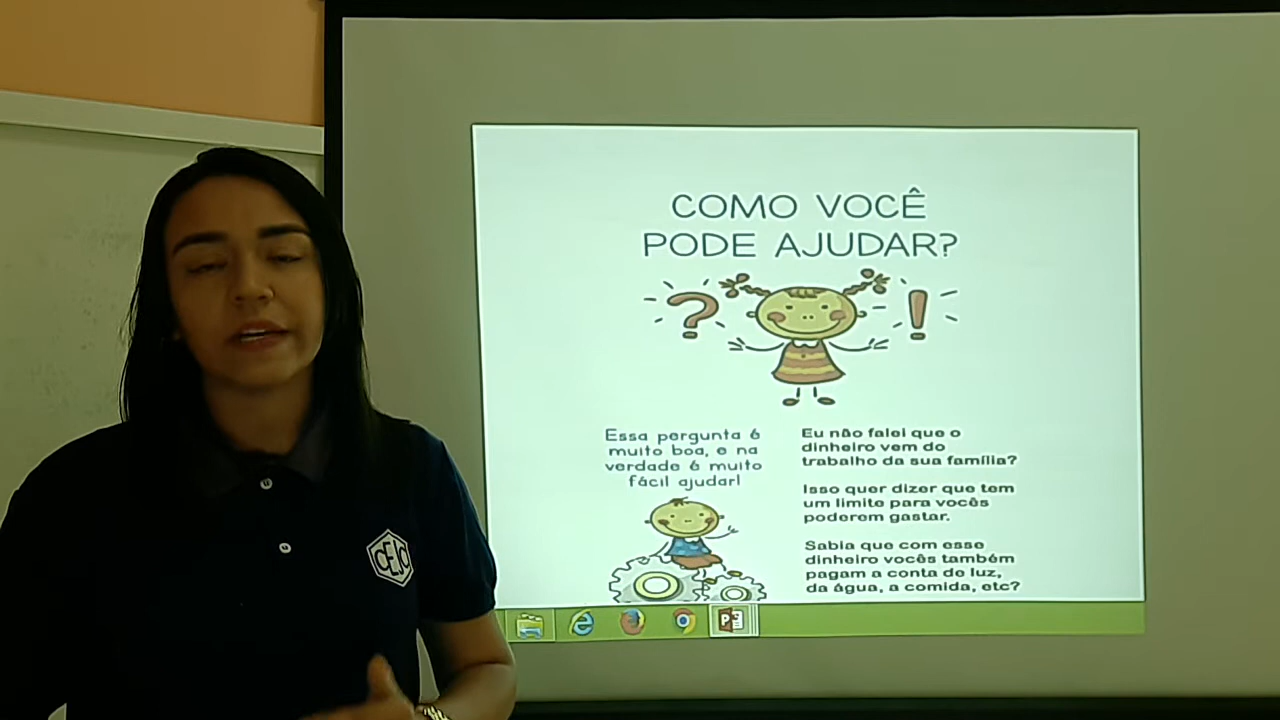 COMO VOCÊ
PODE AJUDAR?
?
!
Essa pergunta é
muito boa, e na
verdade é muito
fácil ajudar!
Eu não falei que o
dinheiro vem do
trabalho da sua família?
Isso quer dizer que tem
um limite para vocês
poderem gastar.
Sabia que com esse
dinheiro vocês também
pagam a conta de luz,
da água, a comida, etc?
CEJC